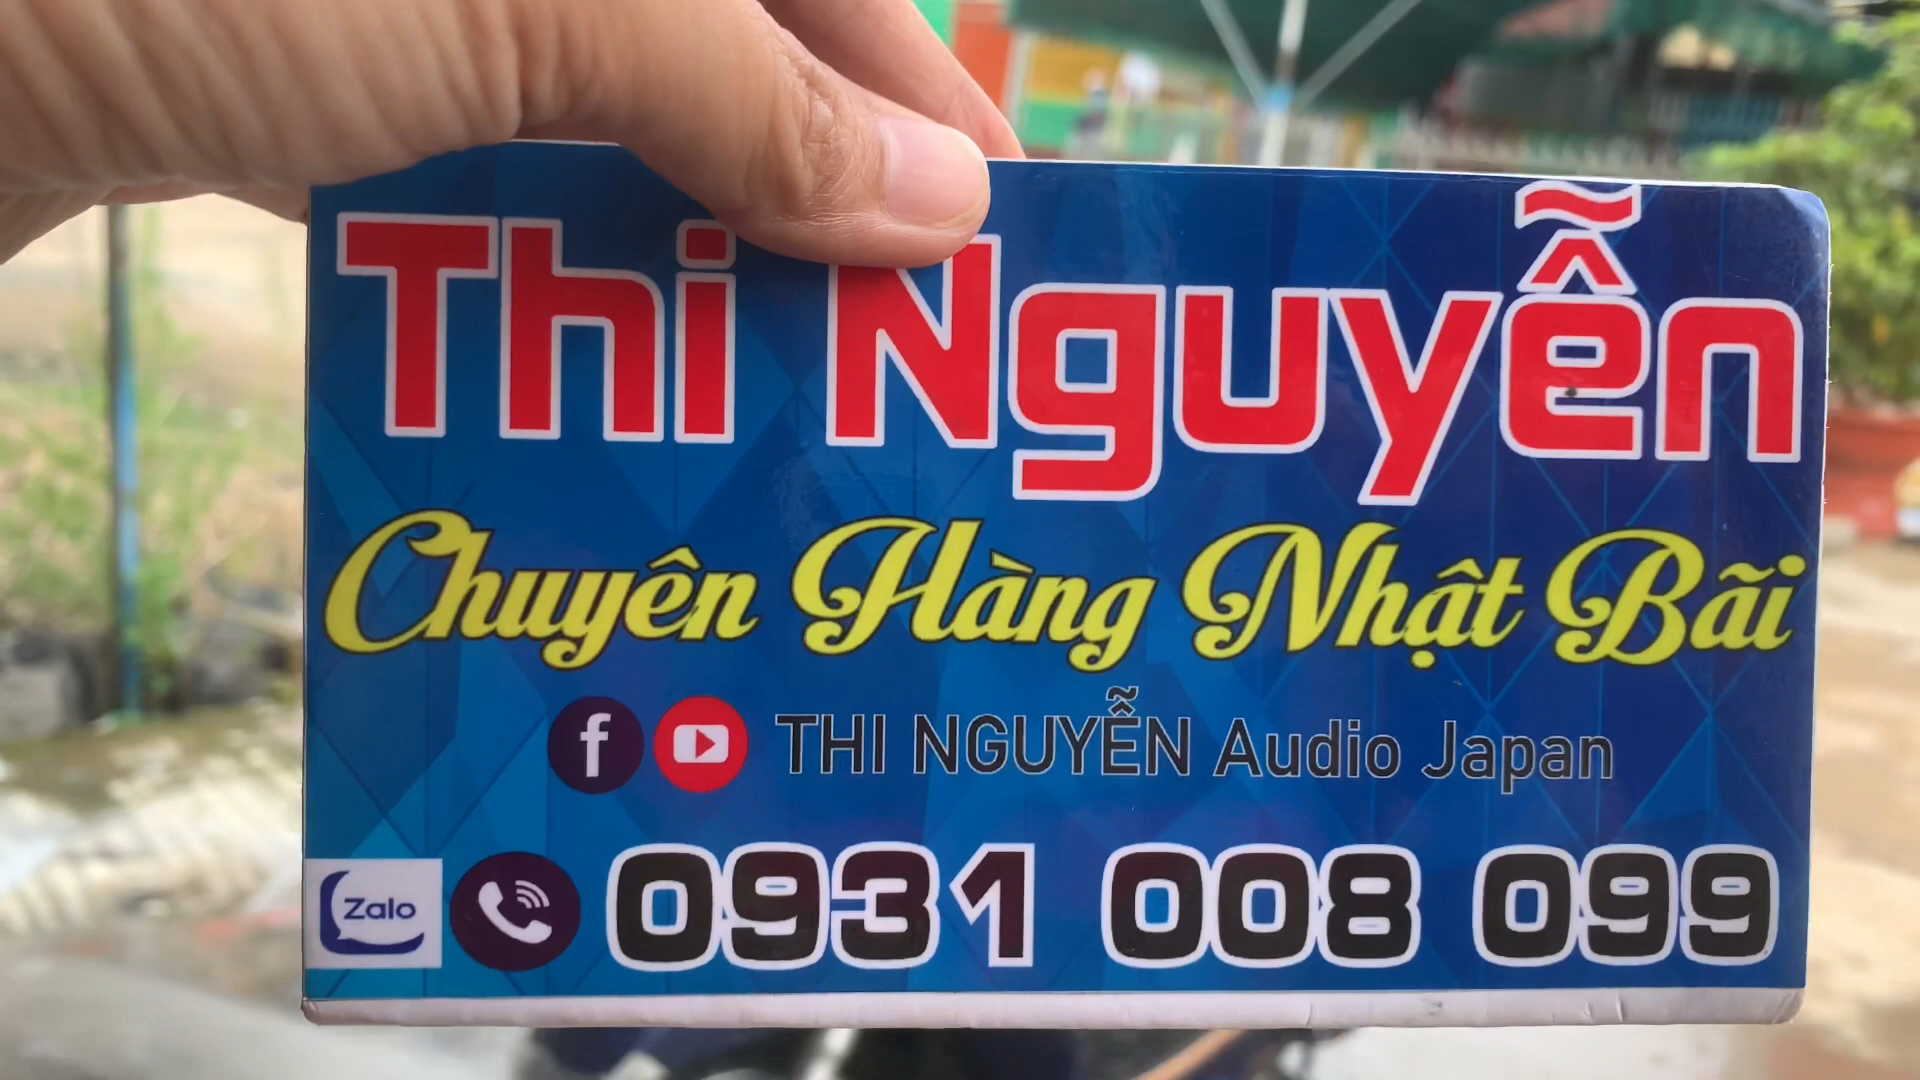 Thi Nguyễn
Chuyên Hàng Nhật Bãi
THI NGUYỄN Audio Japan
Zalo 0931 008 099